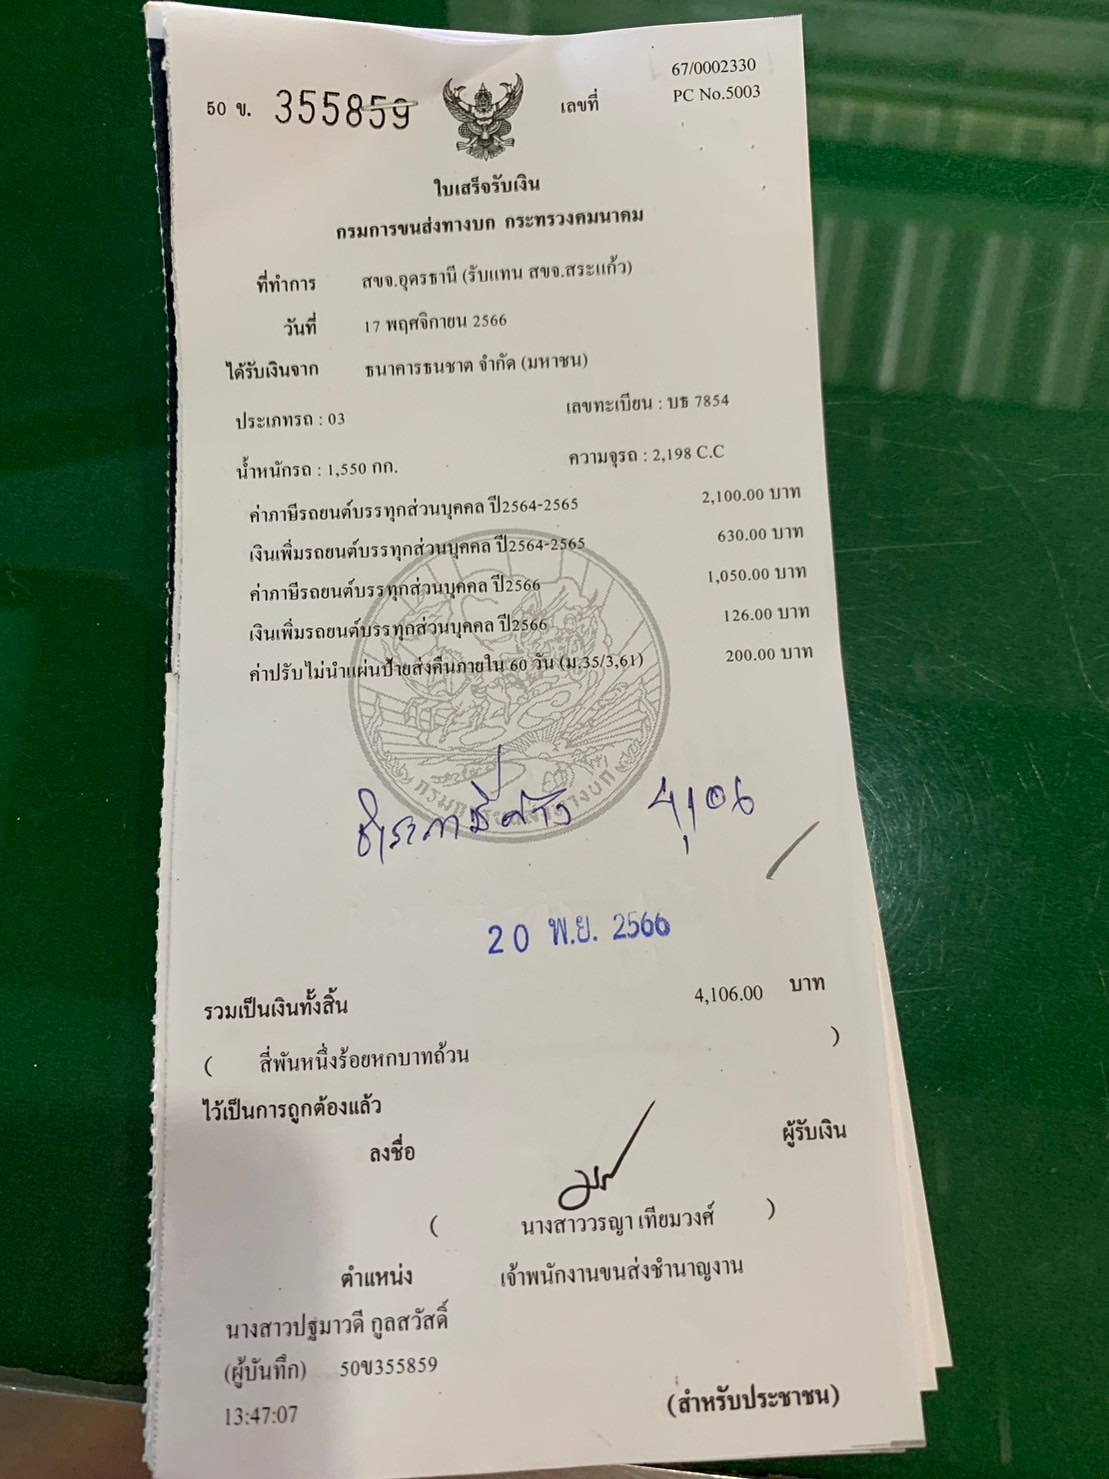 50 ข. 355859
เลขที่ 67/0002330
PC No.5003
ใบเสร็จรับเงิน
กรมการขนส่งทางบก กระทรวงคมนาคม
ที่ทำการ สขจ.อุดรธานี (รับแทน สขจ.สระแก้ว)
วันที่ 17 พฤศจิกายน 2566
ได้รับเงินจาก ธนาคารธนชาต จำกัด (มหาชน)
ประเภทรถ : 03 เลขทะเบียน : บธ 7854
น้ำหนักรถ : 1,550 กก. ความจุรถ : 2,198 C.C
ค่าภาษีรถยนต์บรรทุกส่วนบุคคล ปี2564-2565 2,100.00 บาท
เงินเพิ่มรถยนต์บรรทุกส่วนบุคคล ปี2564-2565 630.00 บาท
ค่าภาษีรถยนต์บรรทุกส่วนบุคคล ปี2566 1,050.00 บาท
เงินเพิ่มรถยนต์บรรทุกส่วนบุคคล ปี2566 126.00 บาท
ค่าปรับไม่นำแผ่นป้ายส่งคืนภายใน 60 วัน (ม.35/3,61) 200.00 บาท
กรมการขนส่งทางบก
ชำระภาษีค้าง 4,106
20 พ.ย. 2566
รวมเป็นเงินทั้งสิ้น 4,106.00 บาท
( สี่พันหนึ่งร้อยหกบาทถ้วน )
ไว้เป็นการถูกต้องแล้ว
ลงชื่อ ผู้รับเงิน
( นางสาววรญา เทียมวงศ์ )
ตำแหน่ง เจ้าพนักงานขนส่งชำนาญงาน
นางสาวปฐมาวดี กูลสวัสดิ์
(ผู้บันทึก) 50ข355859
13:47:07
(สำหรับประชาชน)